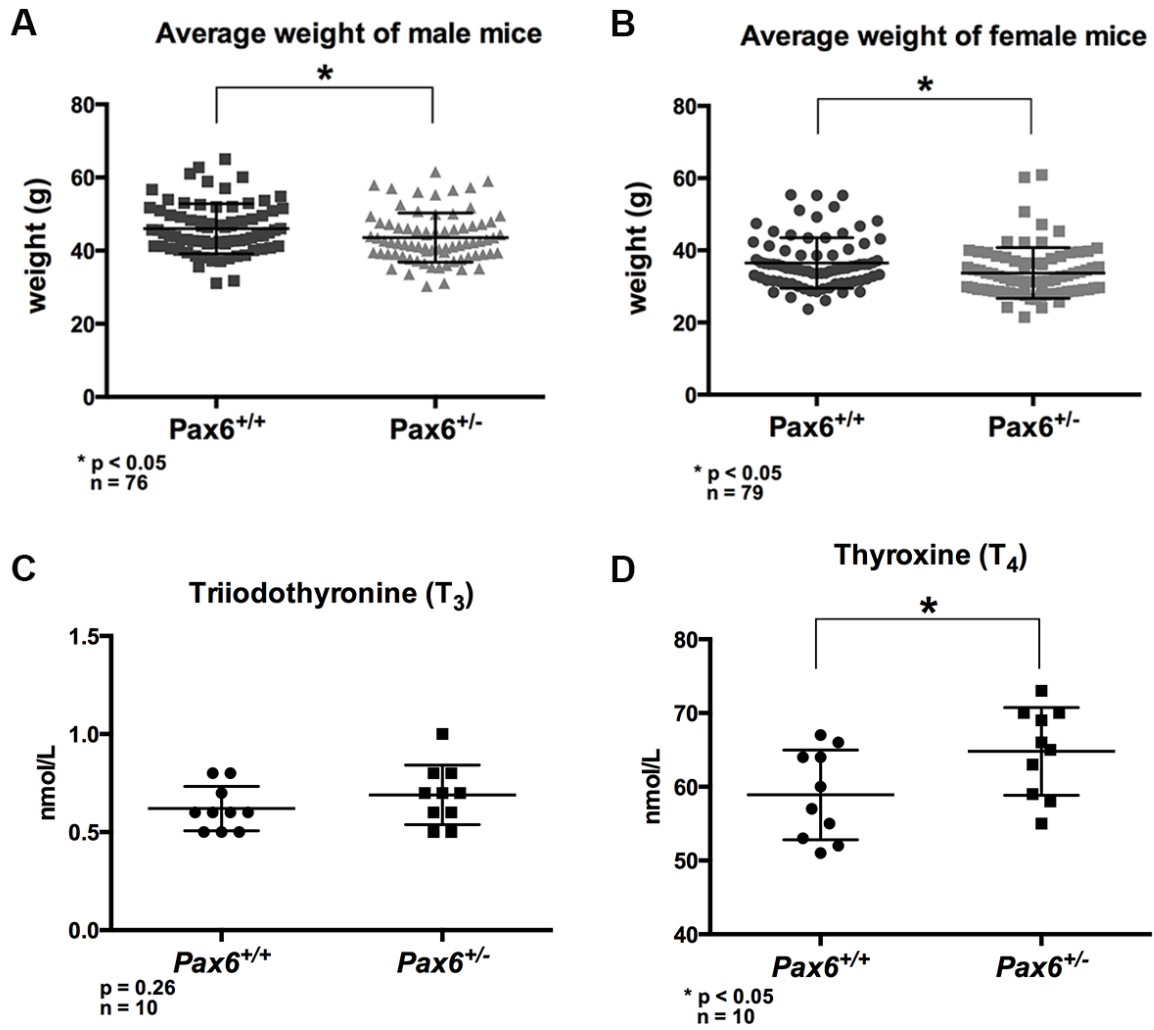 A
Average weight of male mice
*
80
60
40
20
0
weight (g)
Pax6+/+
Pax6+/-
* p < 0.05
n = 76
B
Average weight of female mice
*
80
60
40
20
0
weight (g)
Pax6+/+
Pax6+/-
* p < 0.05
n = 79
C
Triiodothyronine (T3)
1.5
1.0
0.5
0.0
nmol/L
Pax6+/+
Pax6+/-
p = 0.26
n = 10
D
Thyroxine (T4)
*
80
70
60
50
40
nmol/L
Pax6+/+
Pax6+/-
* p < 0.05
n = 10